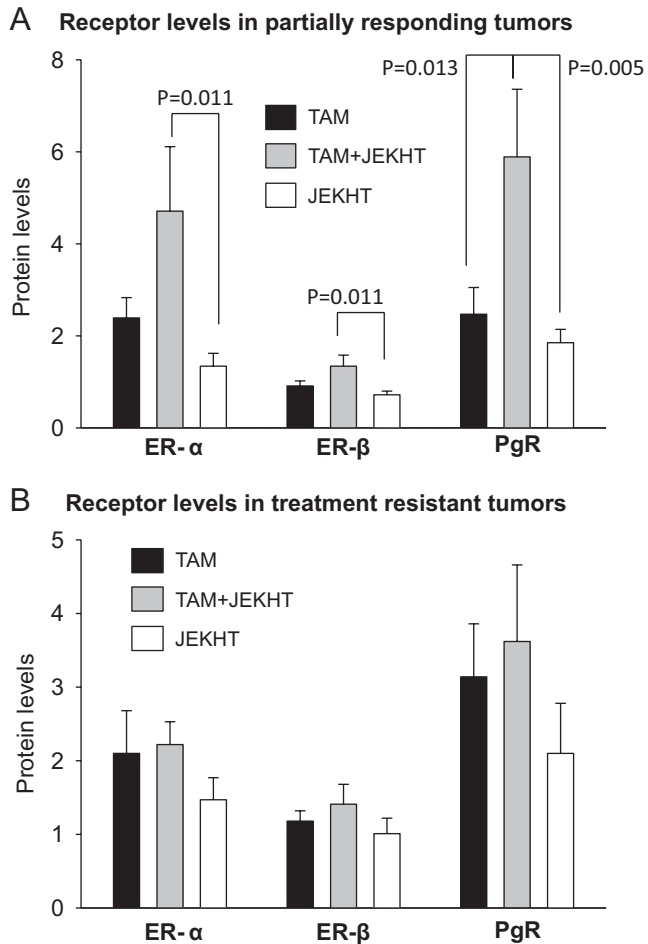 A Receptor levels in partially responding tumors
8
P=0.013
P=0.005
P=0.011
TAM
6
TAM+JEKHT
JEKHT
Protein levels
4
P=0.011
2
0
ER- α ER-β PgR
B Receptor levels in treatment resistant tumors
5
TAM
4
TAM+JEKHT
JEKHT
3
Protein levels
2
1
0
ER- α ER-β PgR